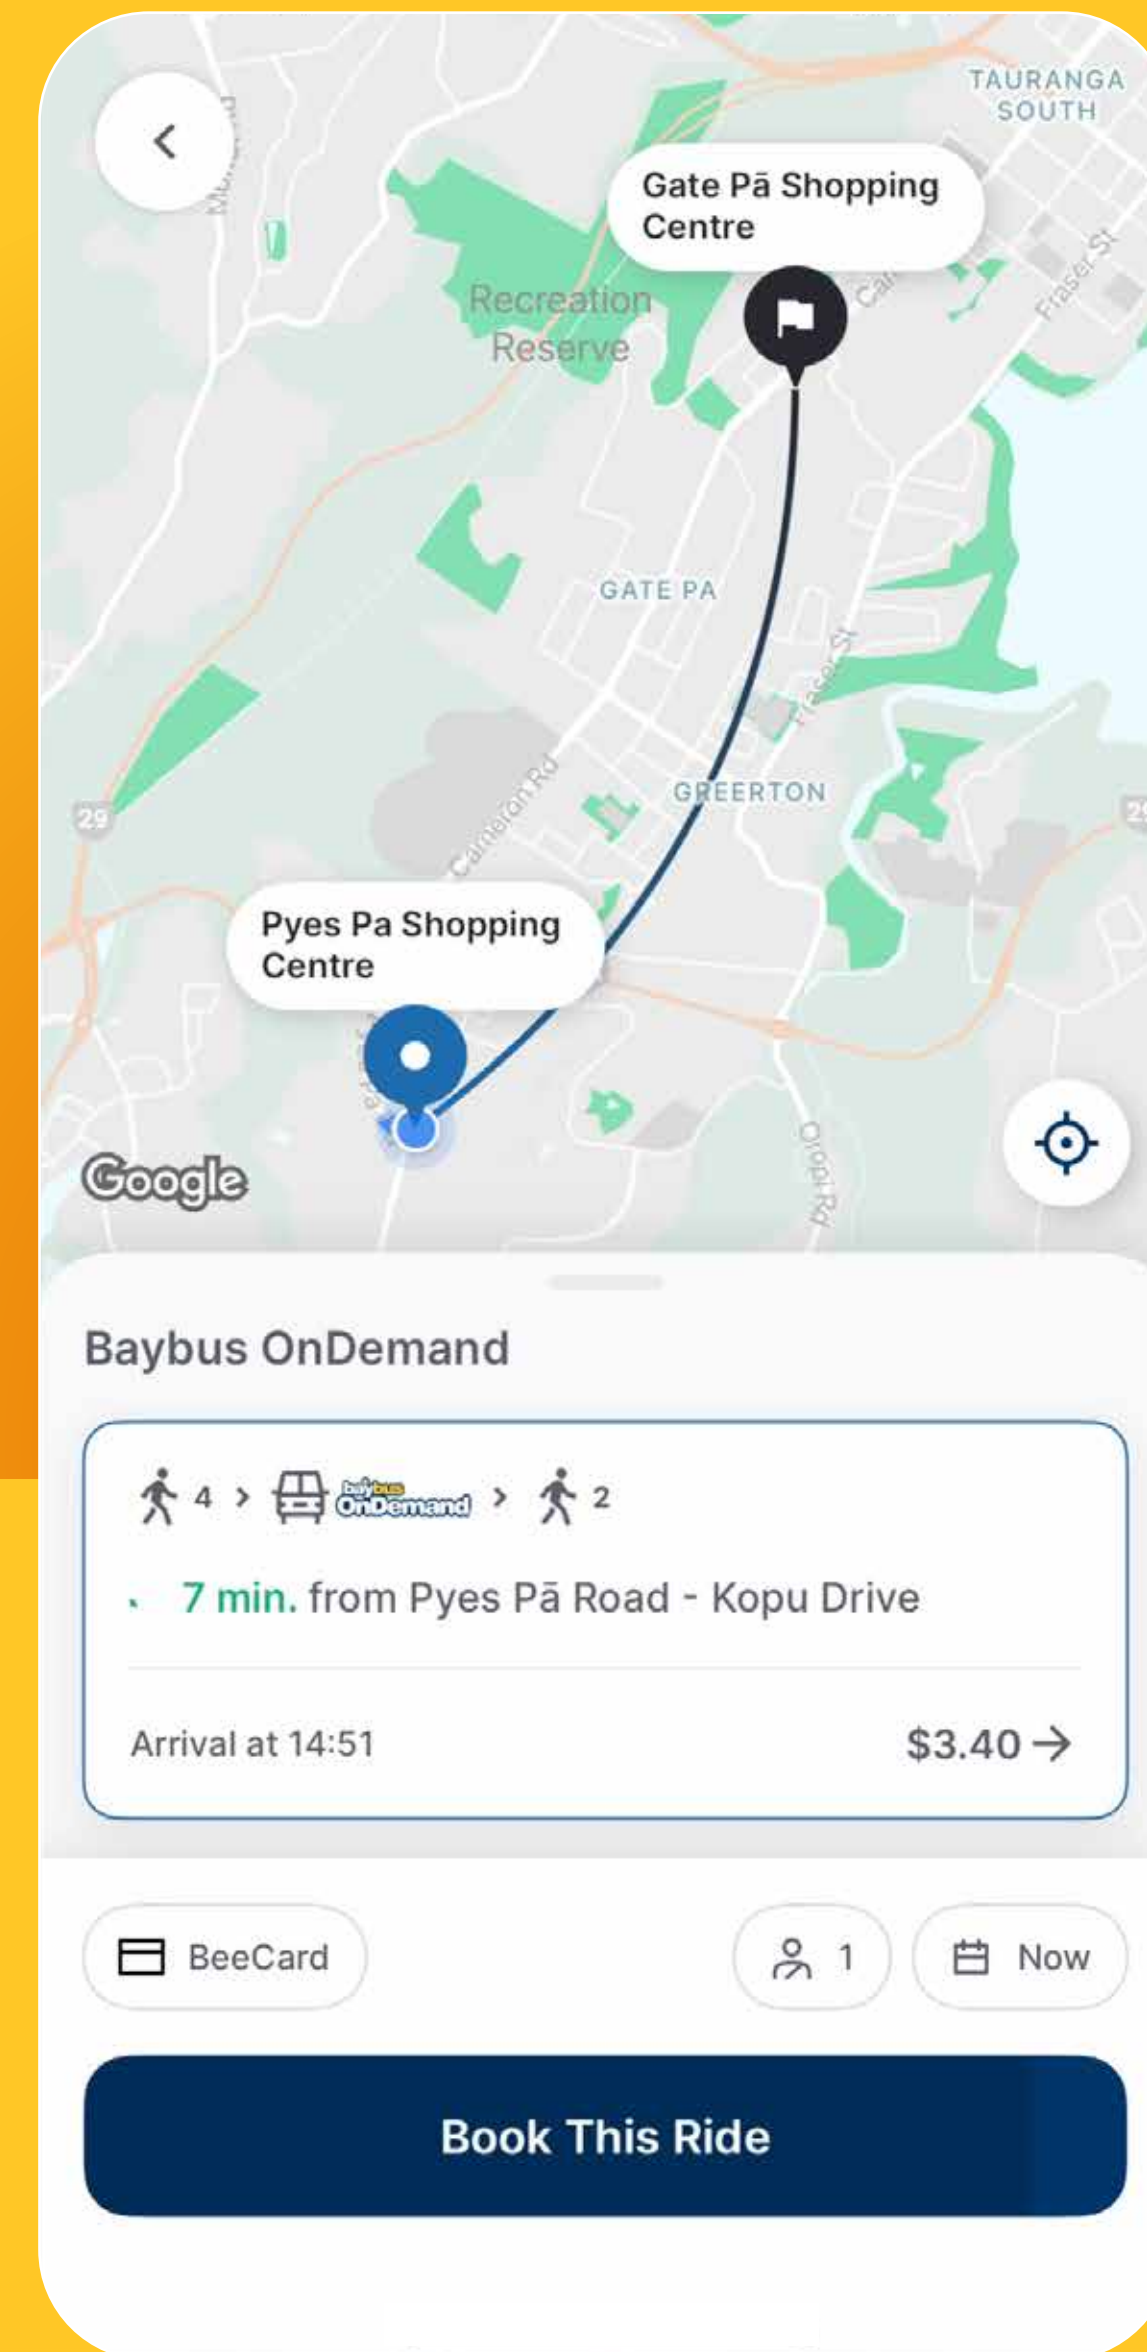 TAURANGA
SOUTH
Gate Pā Shopping
Centre
Fraser St
Recreation
Reserve
GATE PA
Fraser St
GREERTON
Cameron Rd
29
Pyes Pa Shopping
Centre
Oropi Rd
Google
Baybus OnDemand
4 > baybus OnDemand > 2
7 min. from Pyes Pā Road - Kopu Drive
Arrival at 14:51
$3.40 →
BeeCard
1
Now
Book This Ride